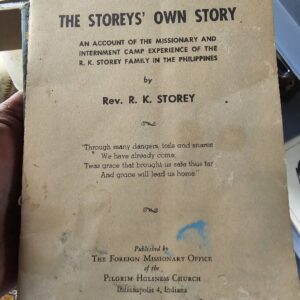 THE STOREYS' OWN STORY
AN ACCOUNT OF THE MISSIONARY AND
INTERNMENT CAMP EXPERIENCE OF THE
R. K. STOREY FAMILY IN THE PHILIPPINES
by
Rev. R. K. STOREY
"Through many dangers, toils and snares
We have already come;
'Twas grace that brought us safe thus far
And grace will lead us home."
Published by
THE FOREIGN MISSIONARY OFFICE
of the
PILGRIM HOLINESS CHURCH
Indianapolis 4, Indiana